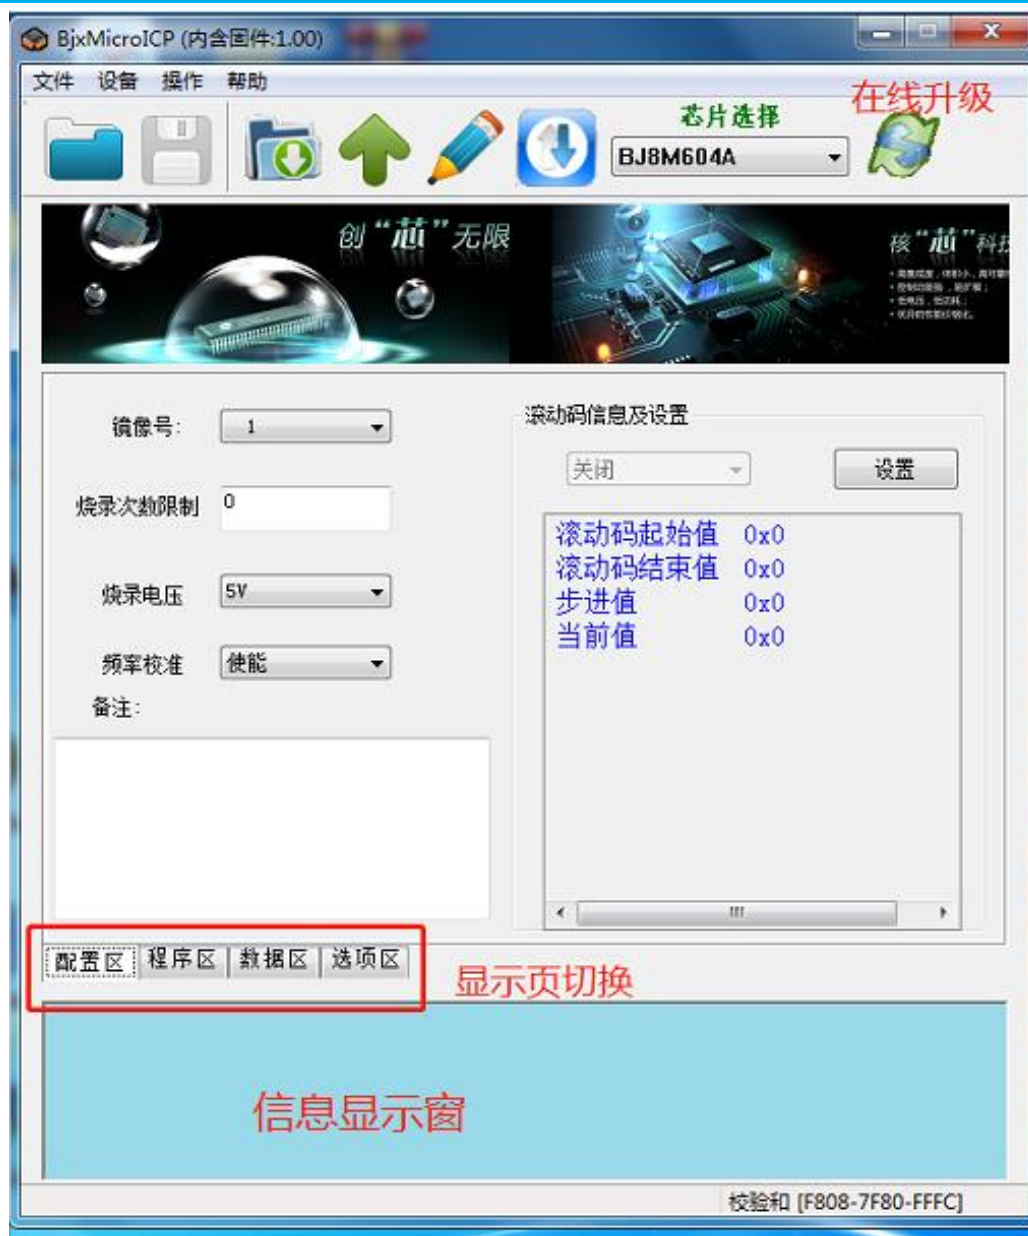 BjxMicroICP (内含固件:1.00)
文件 设备 操作 帮助
在线升级
芯片选择
BJ8M604A
创“芯”无限
核“芯”科技
镜像号: 1
烧录次数限制 0
烧录电压 5V
频率校准 使能
备注:
滚动码信息及设置
关闭 设置
滚动码起始值 0x0
滚动码结束值 0x0
步进值 0x0
当前值 0x0
配置区 程序区 数据区 选项区
显示页切换
信息显示窗
校验和 [F808-7F80-FFFC]